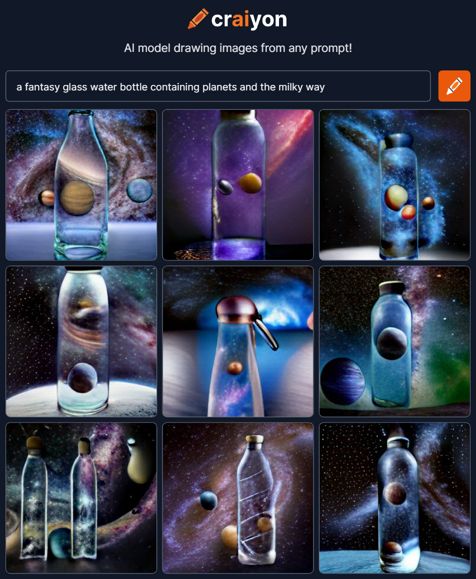 craiyon
AI model drawing images from any prompt!
a fantasy glass water bottle containing planets and the milky way